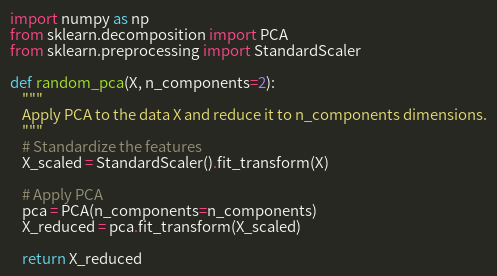 import numpy as np
from sklearn.decomposition import PCA
from sklearn.preprocessing import StandardScaler

def random_pca(X, n_components=2):
    """
    Apply PCA to the data X and reduce it to n_components dimensions.
    """
    # Standardize the features
    X_scaled = StandardScaler().fit_transform(X)

    # Apply PCA
    pca = PCA(n_components=n_components)
    X_reduced = pca.fit_transform(X_scaled)

    return X_reduced